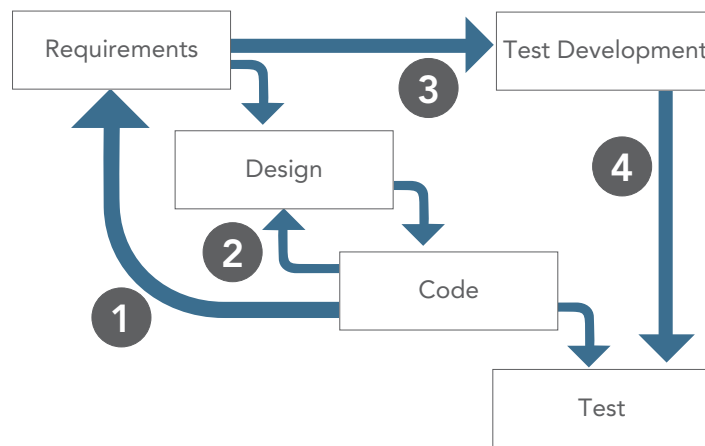 Requirements
Test Development
3
Design
4
2
Code
1
Test